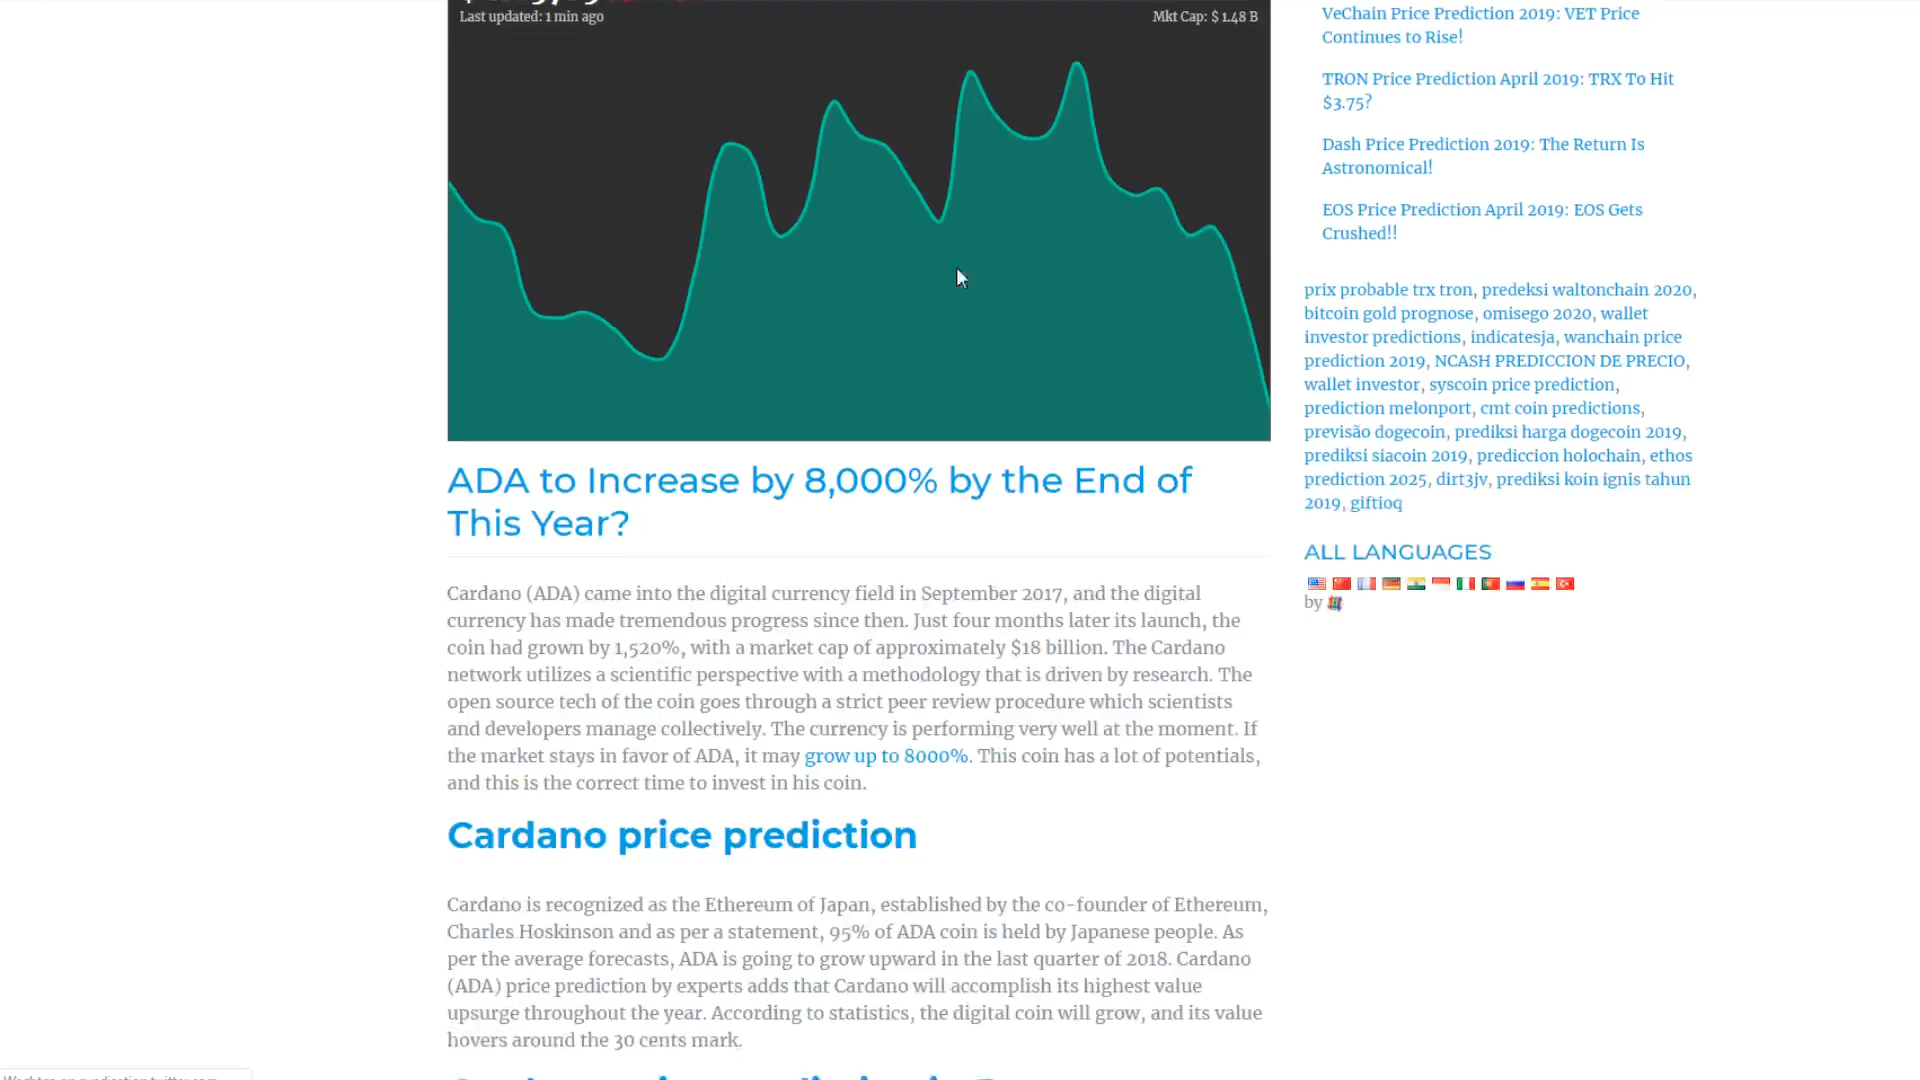 Last updated: 1 min ago
Mkt Cap: $ 1.48 B
ADA to Increase by 8,000% by the End of
This Year?
Cardano (ADA) came into the digital currency field in September 2017, and the digital
currency has made tremendous progress since then. Just four months later its launch, the
coin had grown by 1,520%, with a market cap of approximately $18 billion. The Cardano
network utilizes a scientific perspective with a methodology that is driven by research. The
open source tech of the coin goes through a strict peer review procedure which scientists
and developers manage collectively. The currency is performing very well at the moment. If
the market stays in favor of ADA, it may grow up to 8000%. This coin has a lot of potentials,
and this is the correct time to invest in his coin.
Cardano price prediction
Cardano is recognized as the Ethereum of Japan, established by the co-founder of Ethereum,
Charles Hoskinson and as per a statement, 95% of ADA coin is held by Japanese people. As
per the average forecasts, ADA is going to grow upward in the last quarter of 2018. Cardano
(ADA) price prediction by experts adds that Cardano will accomplish its highest value
upsurge throughout the year. According to statistics, the digital coin will grow, and its value
hovers around the 30 cents mark.
VeChain Price Prediction 2019: VET Price
Continues to Rise!
TRON Price Prediction April 2019: TRX To Hit
$3.75?
Dash Price Prediction 2019: The Return Is
Astronomical!
EOS Price Prediction April 2019: EOS Gets
Crushed!!
prix probable trx tron, predeksi waltonchain 2020,
bitcoin gold prognose, omisego 2020, wallet
investor predictions, indicatesja, wanchain price
prediction 2019, NCASH PREDICCION DE PRECIO,
wallet investor, syscoin price prediction,
prediction melonport, cmt coin predictions,
previsão dogecoin, prediksi harga dogecoin 2019,
prediksi siacoin 2019, prediccion holochain, ethos
prediction 2025, dirt3jv, prediksi koin ignis tahun
2019, giftioq
ALL LANGUAGES
by